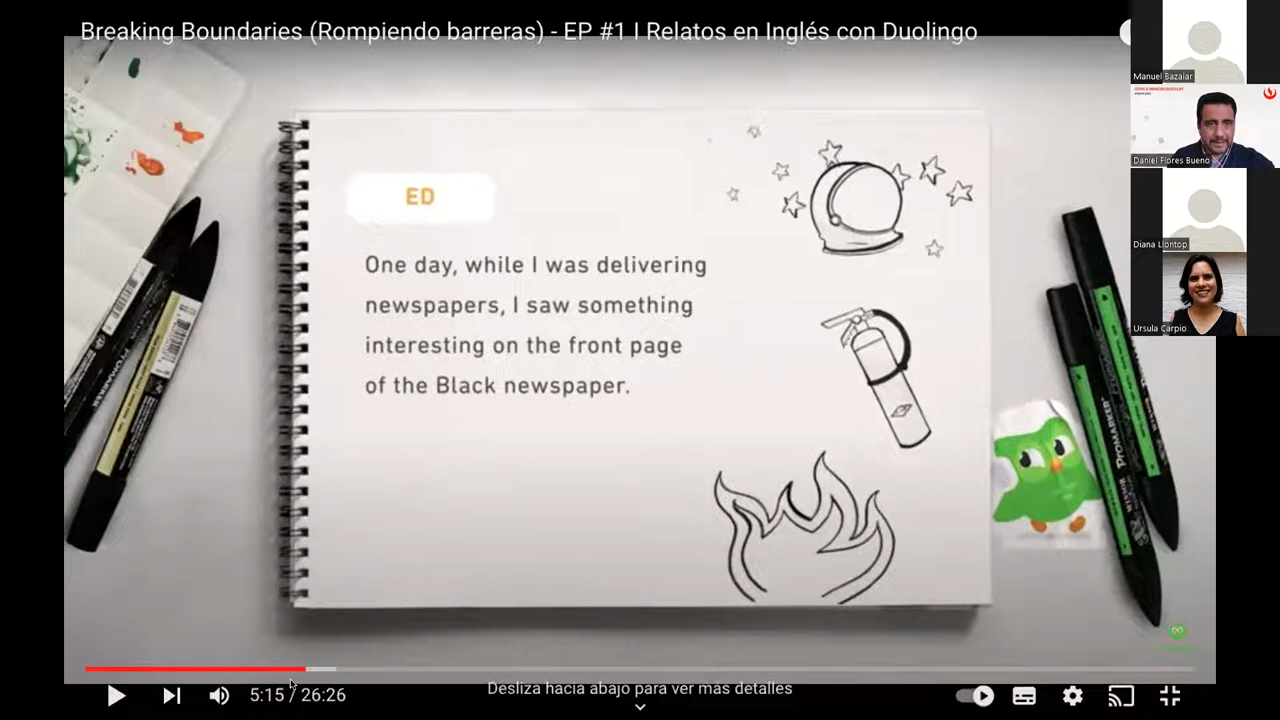 Breaking Boundaries (Rompiendo barreras) - EP #1 I Relatos en Inglés con Duolingo
ED
One day, while I was delivering
newspapers, I saw something
interesting on the front page
of the Black newspaper.
PROMARKER
PROMARKER
5:15 / 26:26
Desliza hacia abajo para ver más detalles
Manuel Bazalar
Daniel Flores Bueno
Diana Llontop
Ursula Carpio